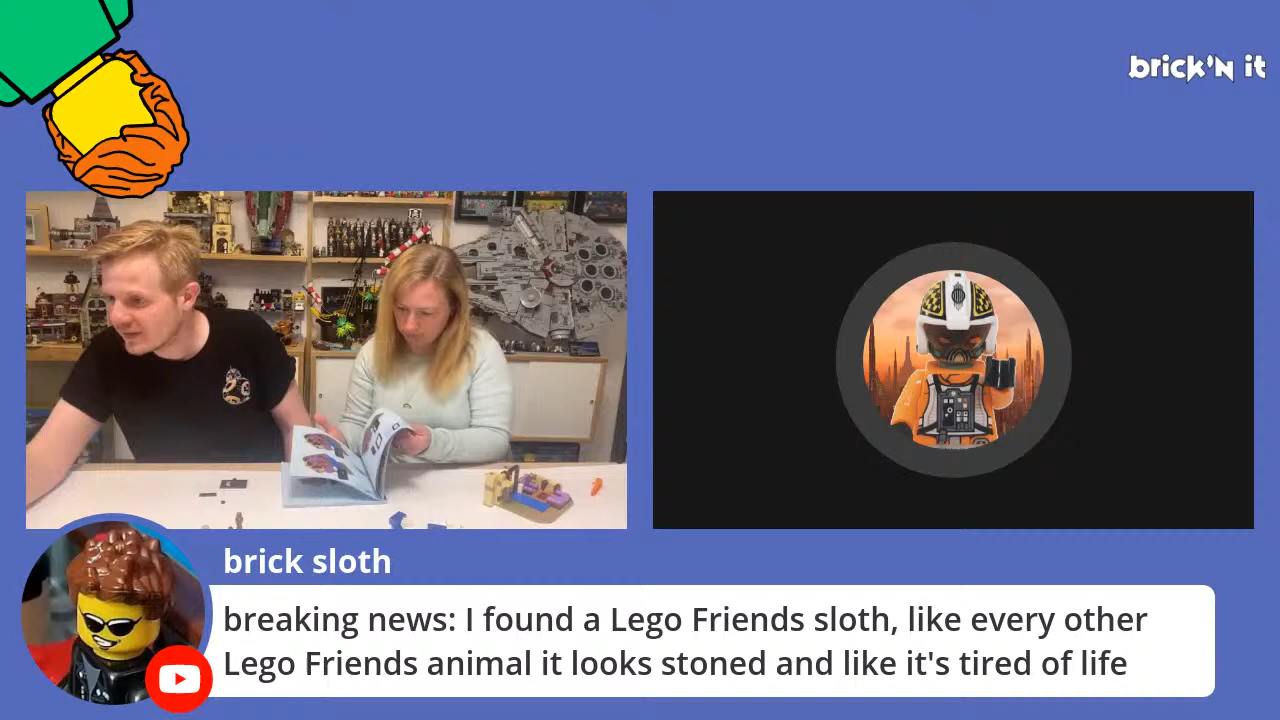 brick'N it
brick sloth
breaking news: I found a Lego Friends sloth, like every other
Lego Friends animal it looks stoned and like it's tired of life